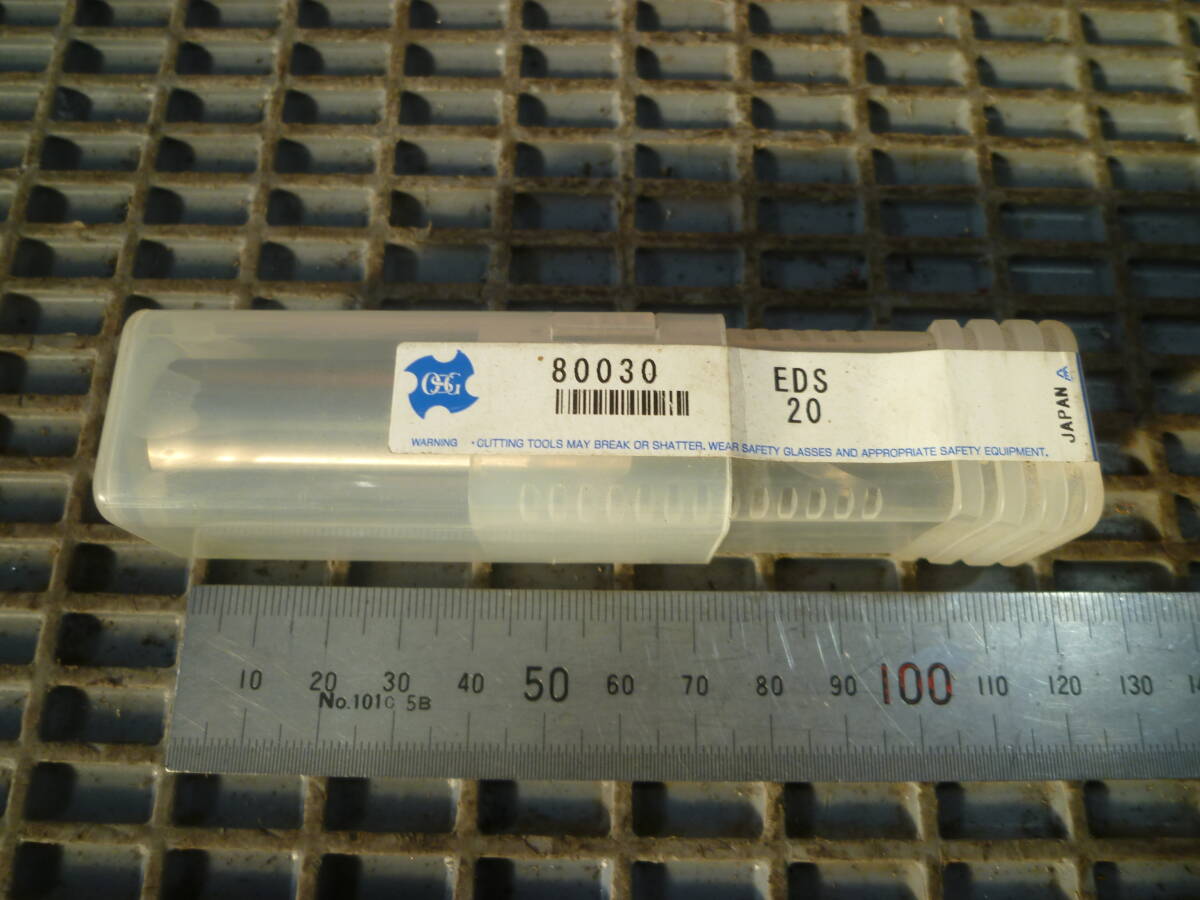 OSG
80030
EDS
20
JAPAN
WARNING • CUTTING TOOLS MAY BREAK OR SHATTER. WEAR SAFETY GLASSES AND APPROPRIATE SAFETY EQUIPMENT.
10 20 30 40 50 60 70 80 90 100 110 120 130
No.101C 5B